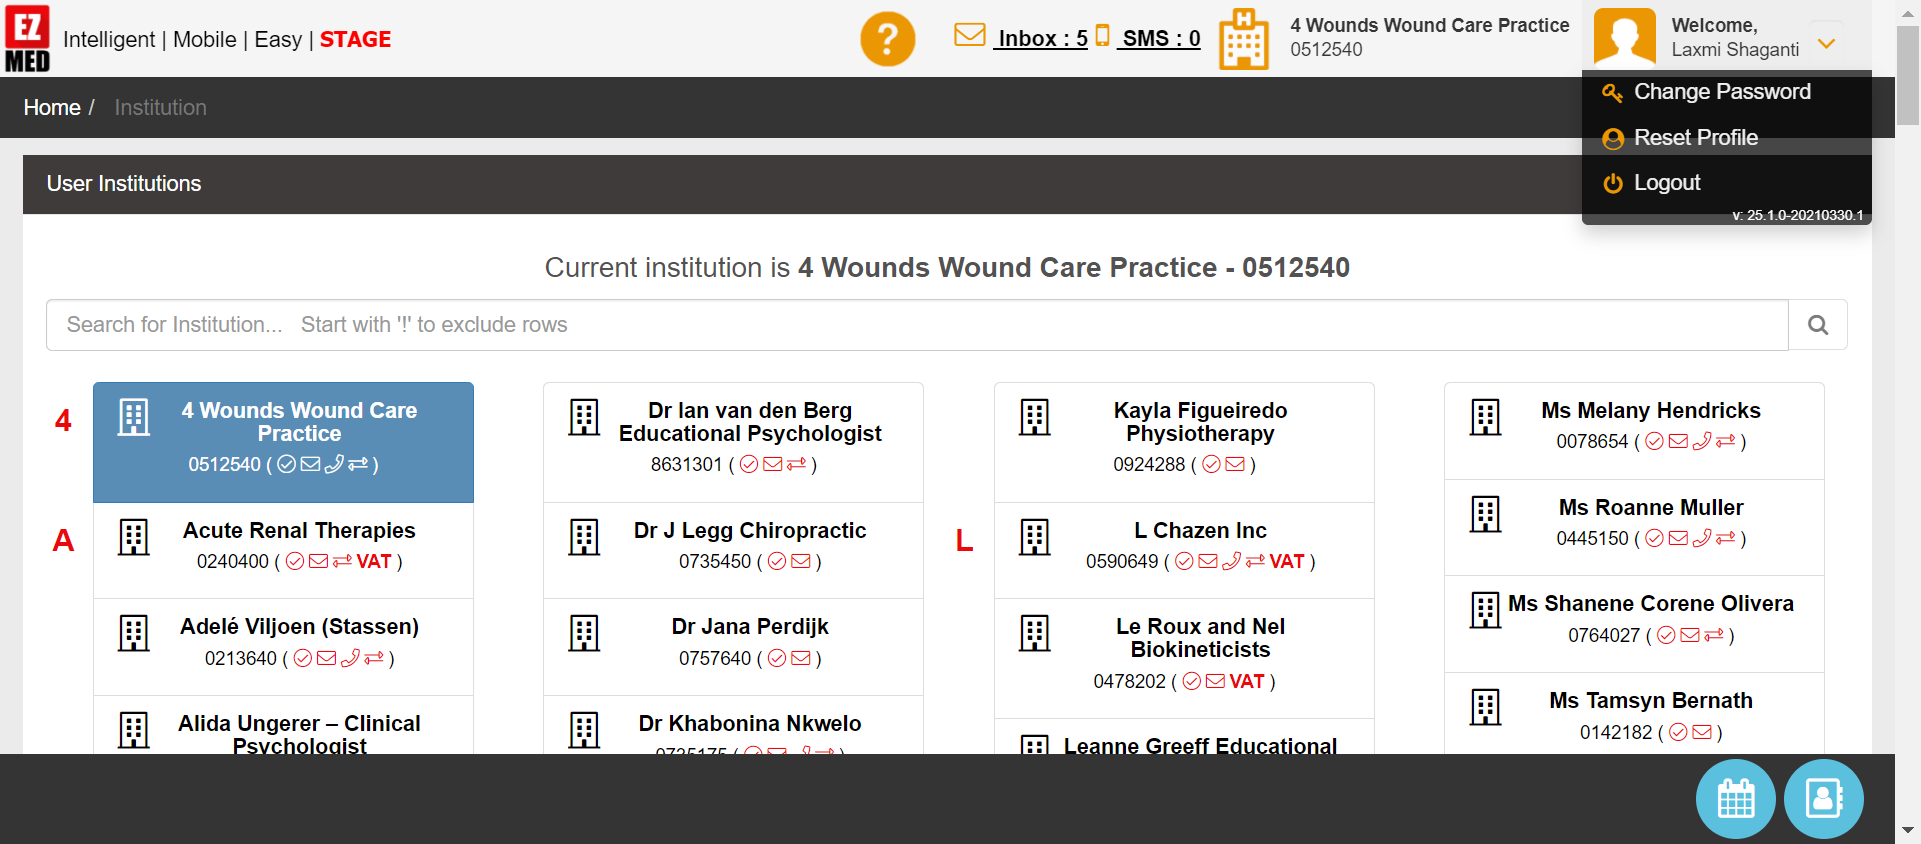 EZ
MED
Intelligent | Mobile | Easy | STAGE
?
Inbox : 5
SMS : 0
H
4 Wounds Wound Care Practice
0512540
Welcome,
Laxmi Shaganti
Change Password
Reset Profile
Logout
v: 25.1.0-20210330.1
Home / Institution
User Institutions
Current institution is 4 Wounds Wound Care Practice - 0512540
Search for Institution... Start with '!' to exclude rows
4
4 Wounds Wound Care
Practice
0512540 ( )
A
Acute Renal Therapies
0240400 ( VAT )
Adelé Viljoen (Stassen)
0213640 ( )
Alida Ungerer – Clinical
Psychologist
Dr Ian van den Berg
Educational Psychologist
8631301 ( )
Dr J Legg Chiropractic
0735450 ( )
Dr Jana Perdijk
0757640 ( )
Dr Khabonina Nkwelo
Kayla Figueiredo
Physiotherapy
0924288 ( )
L
L Chazen Inc
0590649 ( VAT )
Le Roux and Nel
Biokineticists
0478202 ( VAT )
Leanne Greeff Educational
Ms Melany Hendricks
0078654 ( )
Ms Roanne Muller
0445150 ( )
Ms Shanene Corene Olivera
0764027 ( )
Ms Tamsyn Bernath
0142182 ( )